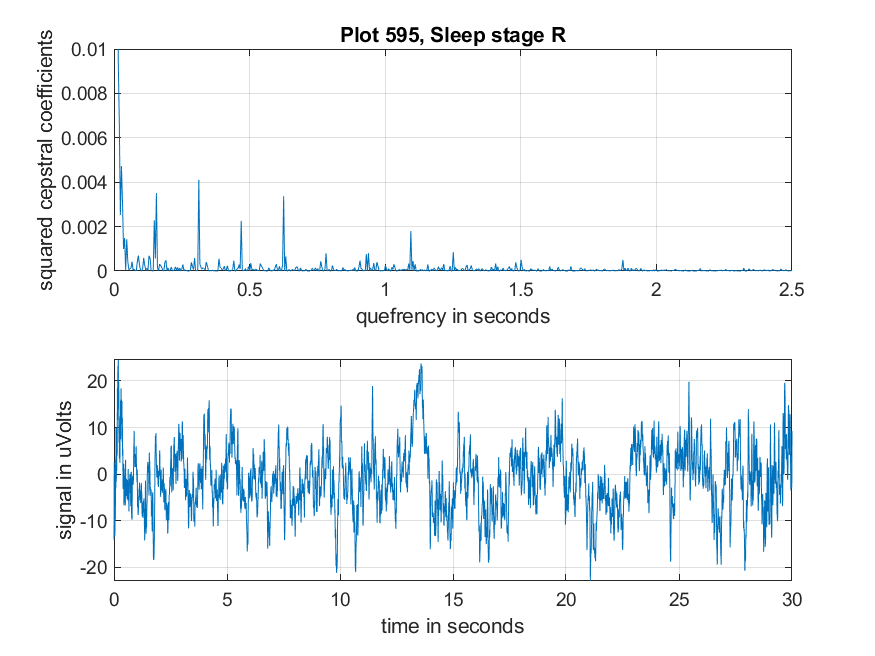 Plot 595, Sleep stage R
squared cepstral coefficients
0.01
0.008
0.006
0.004
0.002
0
0 0.5 1 1.5 2 2.5
quefrency in seconds
signal in uVolts
20
10
0
-10
-20
0 5 10 15 20 25 30
time in seconds